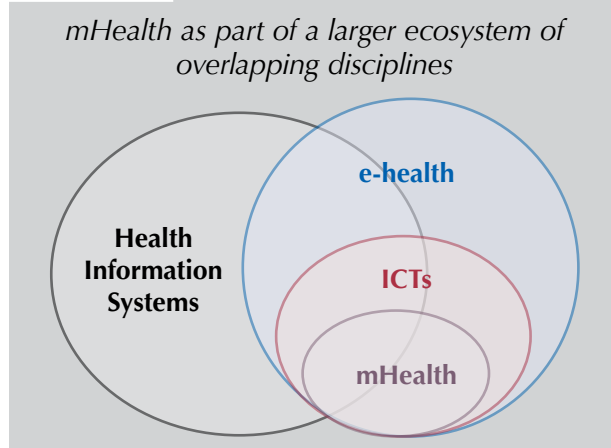 mHealth as part of a larger ecosystem of
overlapping disciplines
e-health
Health
Information
Systems
ICTs
mHealth